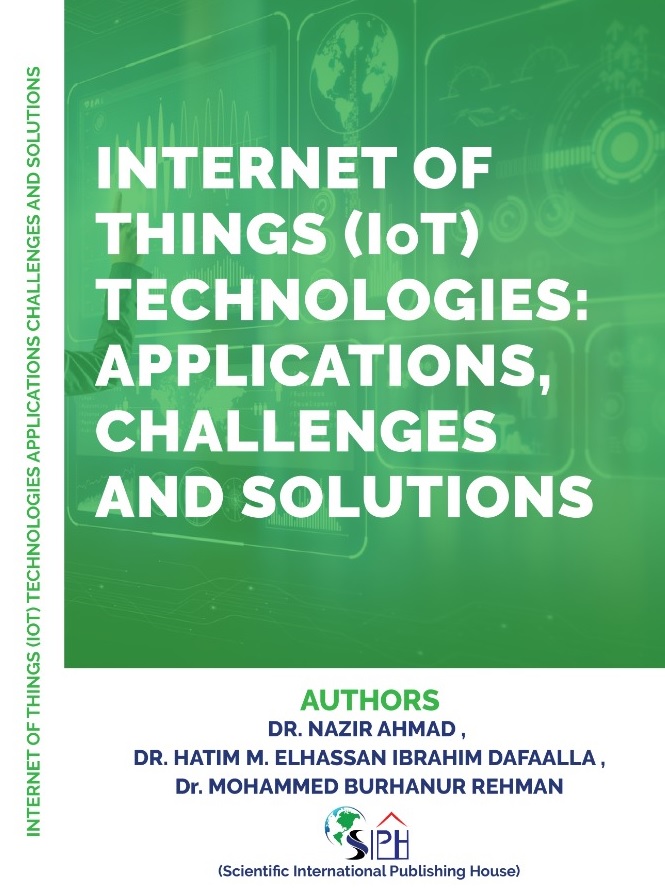 INTERNET OF THINGS (IOT) TECHNOLOGIES APPLICATIONS CHALLENGES AND SOLUTIONS
INTERNET OF
THINGS (IoT)
TECHNOLOGIES:
APPLICATIONS,
CHALLENGES
AND SOLUTIONS
AUTHORS
DR. NAZIR AHMAD ,
DR. HATIM M. ELHASSAN IBRAHIM DAFAALLA ,
Dr. MOHAMMED BURHANUR REHMAN
SIPH
(Scientific International Publishing House)